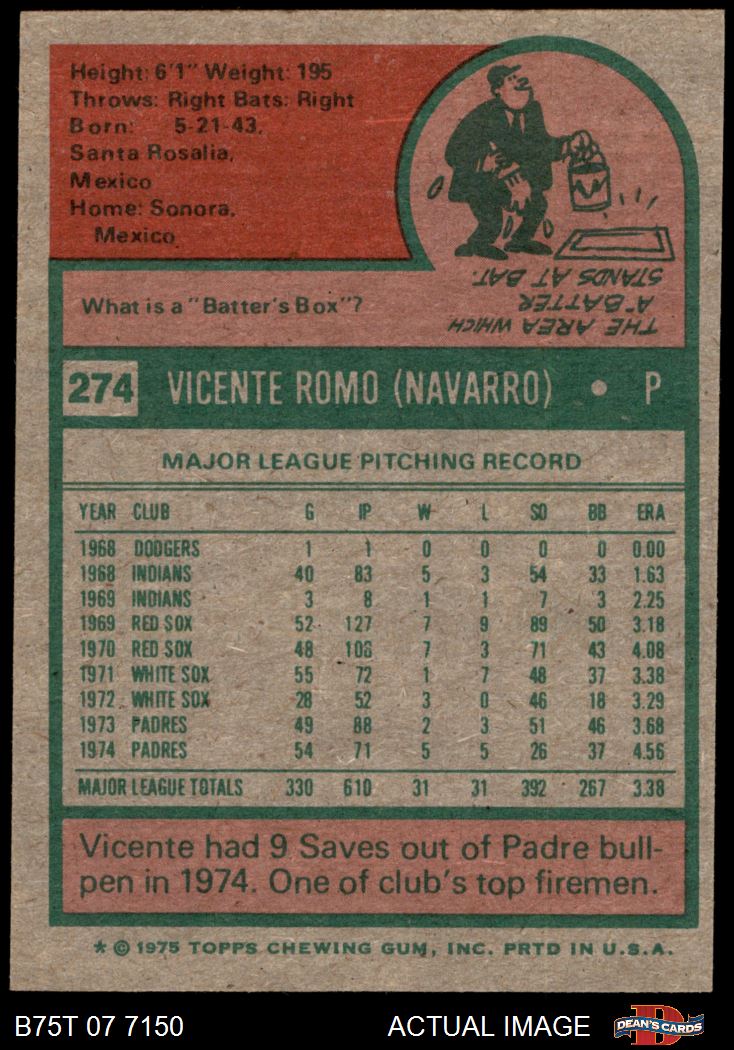 Height: 6'1" Weight: 195
Throws: Right Bats: Right
Born: 5-21-43,
Santa Rosalia,
Mexico
Home: Sonora,
Mexico
What is a "Batter's Box"?
THE AREA WHICH
A BATTER
STANDS AT BAT.
274 VICENTE ROMO (NAVARRO) • P
MAJOR LEAGUE PITCHING RECORD
YEAR CLUB G IP W L SO BB ERA
1968 DODGERS 1 1 0 0 0 0 0.00
1968 INDIANS 40 83 5 3 54 33 1.63
1969 INDIANS 3 8 1 1 7 3 2.25
1969 RED SOX 52 127 7 9 89 50 3.18
1970 RED SOX 48 108 7 3 71 43 4.08
1971 WHITE SOX 55 72 1 7 48 37 3.38
1972 WHITE SOX 28 52 3 0 46 18 3.29
1973 PADRES 49 88 2 3 51 46 3.68
1974 PADRES 54 71 5 5 26 37 4.56
MAJOR LEAGUE TOTALS 330 610 31 31 392 267 3.38
Vicente had 9 Saves out of Padre bull-
pen in 1974. One of club's top firemen.
* © 1975 TOPPS CHEWING GUM, INC. PRTD IN U.S.A.
B75T 07 7150 ACTUAL IMAGE D DEAN'S CARDS